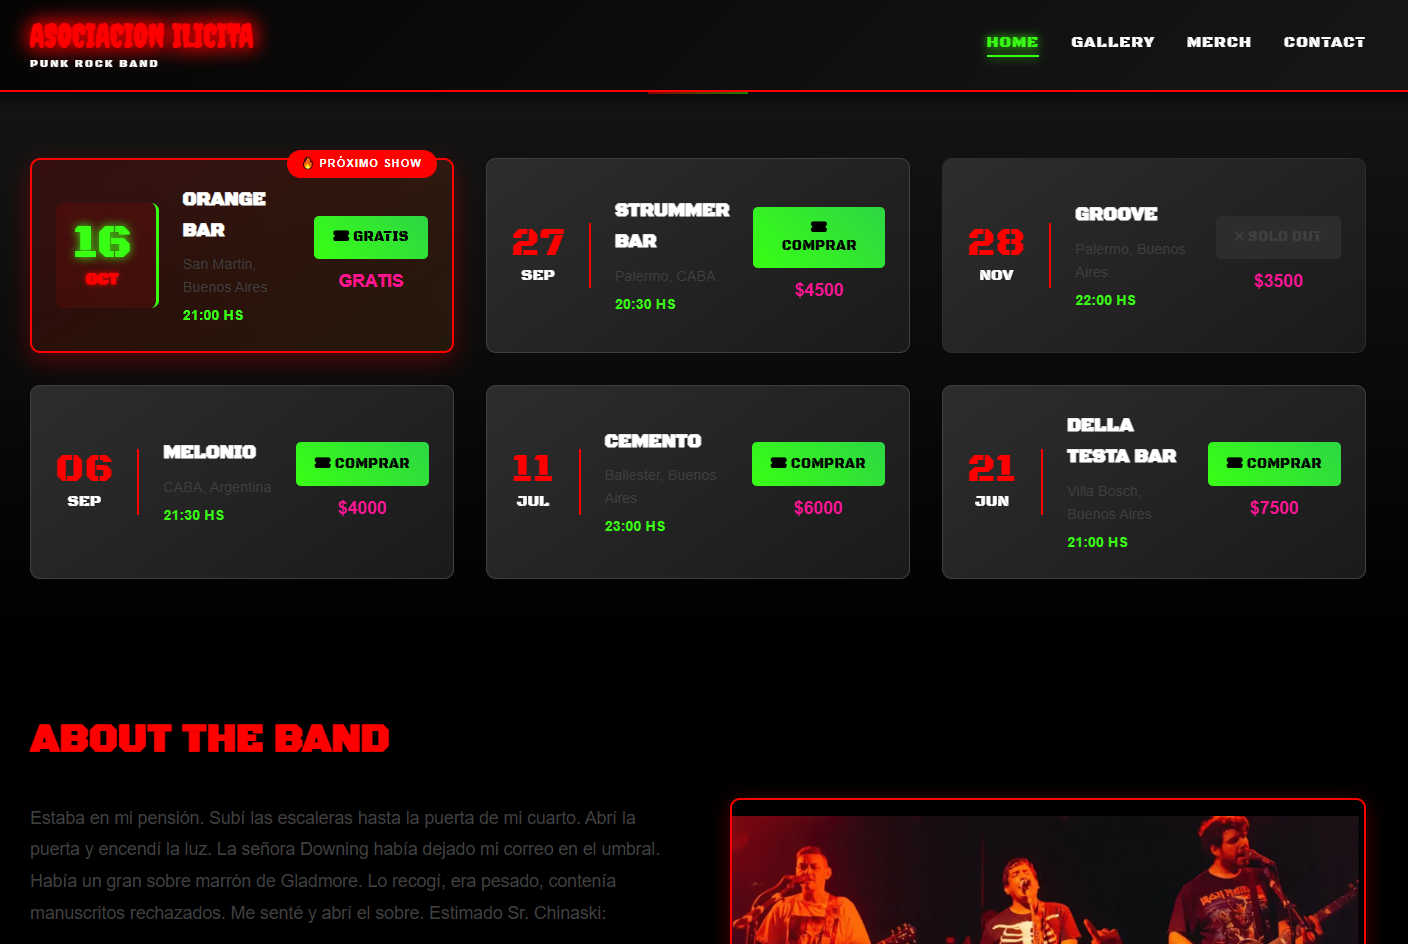 ASOCIACION ILICITA
PUNK ROCK BAND
HOME
GALLERY
MERCH
CONTACT
🔥 PRÓXIMO SHOW
16
OCT
ORANGE
BAR
San Martin,
Buenos Aires
21:00 HS
GRATIS
GRATIS
27
SEP
STRUMMER
BAR
Palermo, CABA
20:30 HS
COMPRAR
$4500
28
NOV
GROOVE
Palermo, Buenos
Aires
22:00 HS
✕ SOLD OUT
$3500
06
SEP
MELONIO
CABA, Argentina
21:30 HS
COMPRAR
$4000
11
JUL
CEMENTO
Ballester, Buenos
Aires
23:00 HS
COMPRAR
$6000
21
JUN
DELLA
TESTA BAR
Villa Bosch,
Buenos Aires
21:00 HS
COMPRAR
$7500
ABOUT THE BAND
Estaba en mi pensión. Subí las escaleras hasta la puerta de mi cuarto. Abrí la
puerta y encendí la luz. La señora Downing había dejado mi correo en el umbral.
Había un gran sobre marrón de Gladmore. Lo recogí, era pesado, contenía
manuscritos rechazados. Me senté y abrí el sobre. Estimado Sr. Chinaski:
IRON MAIDEN